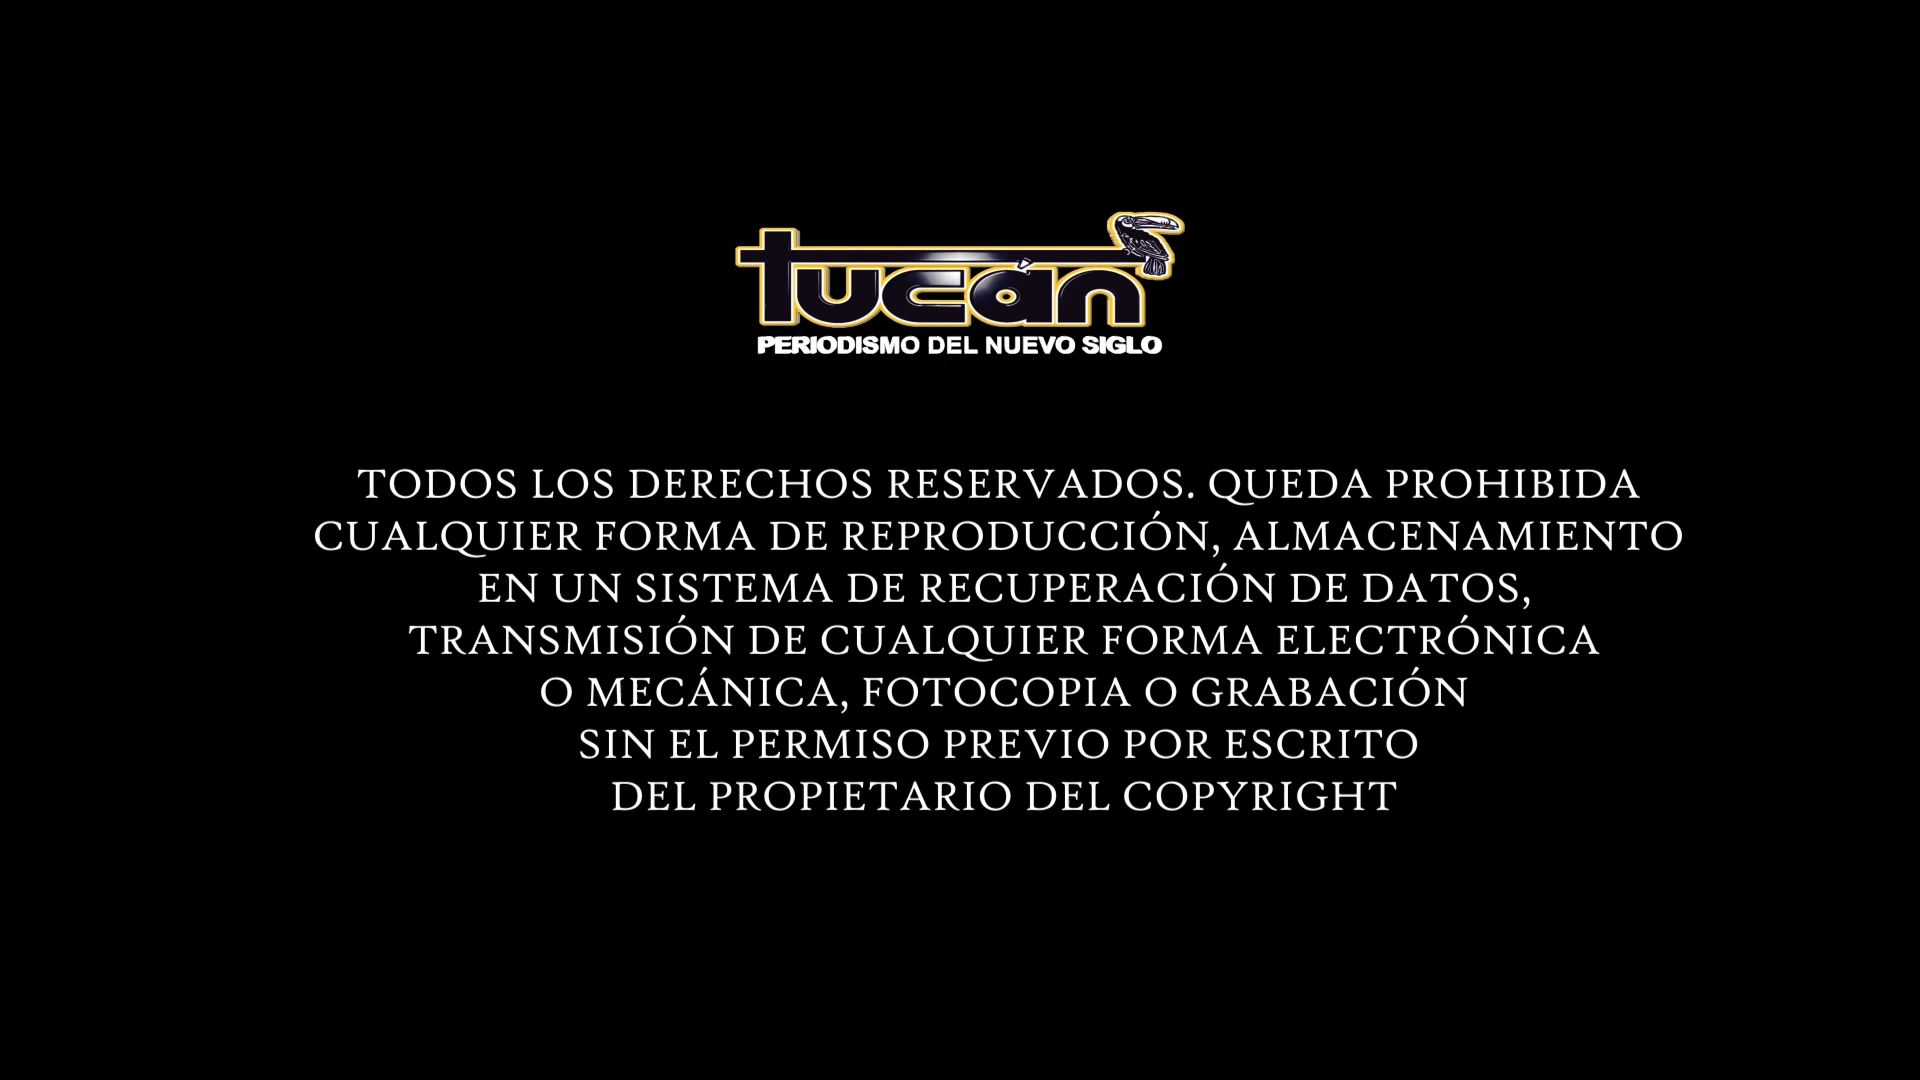 tucán
PERIODISMO DEL NUEVO SIGLO
TODOS LOS DERECHOS RESERVADOS. QUEDA PROHIBIDA
CUALQUIER FORMA DE REPRODUCCIÓN, ALMACENAMIENTO
EN UN SISTEMA DE RECUPERACIÓN DE DATOS,
TRANSMISIÓN DE CUALQUIER FORMA ELECTRÓNICA
O MECÁNICA, FOTOCOPIA O GRABACIÓN
SIN EL PERMISO PREVIO POR ESCRITO
DEL PROPIETARIO DEL COPYRIGHT